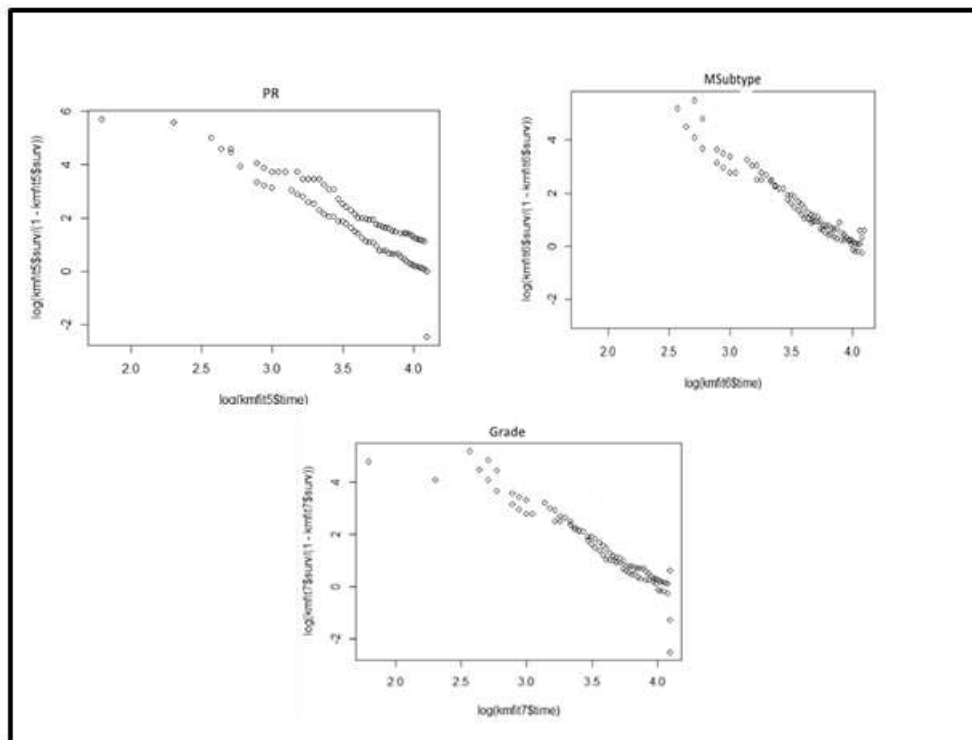 PR
log(kmfit5$surv/(1 - kmfit5$surv))
6
4
2
0
-2
2.0 2.5 3.0 3.5 4.0
log(kmfit5$time)
MSubtype
log(kmfit6$surv/(1 - kmfit6$surv))
4
2
0
-2
2.0 2.5 3.0 3.5 4.0
log(kmfit6$time)
Grade
log(kmfit7$surv/(1 - kmfit7$surv))
4
2
0
-2
2.0 2.5 3.0 3.5 4.0
log(kmfit7$time)